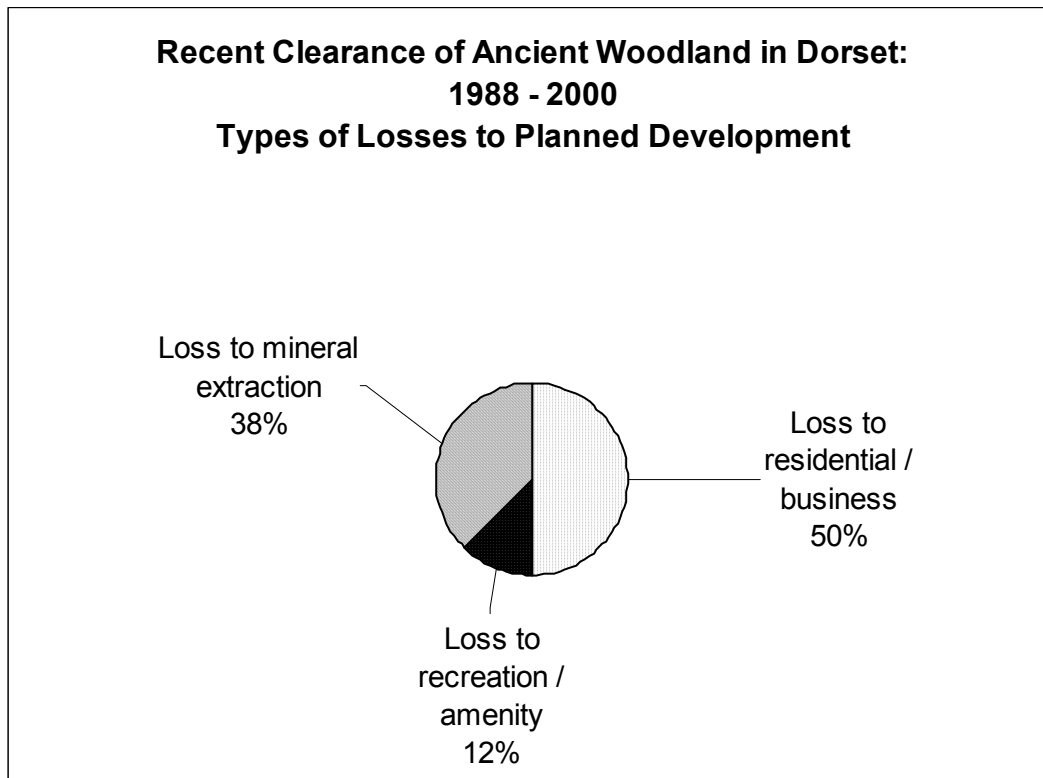 Recent Clearance of Ancient Woodland in Dorset:
1988 - 2000
Types of Losses to Planned Development
Loss to mineral
extraction
38%
Loss to
residential /
business
50%
Loss to
recreation /
amenity
12%